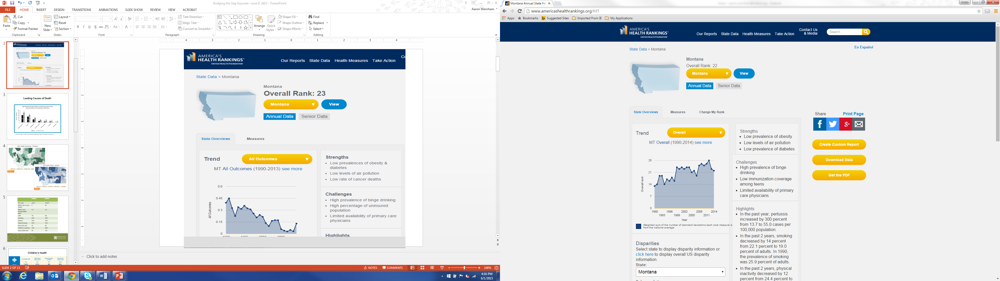 Bridging the Gap Keynote--June 9, 2015 - PowerPoint
FILE HOME INSERT DESIGN TRANSITIONS ANIMATIONS SLIDE SHOW REVIEW VIEW ACROBAT
Aaron Wernham
Paste
Cut
Copy
Format Painter
Clipboard
New
Slide
Layout
Reset
Section
Slides
Font
Text Direction
Align Text
Convert to SmartArt
Paragraph
Arrange
Quick
Styles
Shape Fill
Shape Outline
Shape Effects
Drawing
Find
Replace
Select
Editing
2
3
Leading Causes of Death
4
5
6
Children's health
AMERICA'S
HEALTH RANKINGS®
UNITED HEALTH FOUNDATION®
Our Reports State Data Health Measures Take Action
State Data > Montana
Montana
Overall Rank: 23
Montana
View
Annual Data Senior Data
State Overviews Measures
Trend
All Outcomes
MT All Outcomes (1990-2013) see more
0.6
0.45
0.3
0.15
0
All Outcomes
Strengths
• Low prevalences of obesity &
diabetes
• Low levels of air pollution
• Low rate of cancer deaths
Challenges
• High prevalence of binge drinking
• High percentage of uninsured
population
• Limited availability of primary care
physicians
Highlights
- Click to add notes
SLIDE 2 OF 13
NOTES COMMENTS 106%
4:16 PM
6/1/2015
Montana Annual State He
www.americashealthrankings.org/MT
Apps Bookmarks Suggested Sites Imported From IE My Applications
AMERICA'S
HEALTH RANKINGS®
UNITED HEALTH FOUNDATION®
Our Reports State Data Health Measures Take Action
Contact Us
& Media
Search
State Data > Montana
En Español
Montana
Overall Rank: 22
Montana
View
Annual Data Senior Data
State Overviews Measures Change My Rank
Share Print Page
Create Custom Report
Download Data
Get the PDF
Trend
Overall
MT Overall (1990-2014) see more
28
21
14
7
0
Overall rank
1990 1996 2002 2008 2014
1993 1999 2005 2011
Year
Weighted sum of the number of standard deviations each core measure is
from the national average.
Disparities
Select state to display disparity information or
click here to display overall US disparity
information.
State:
Montana
Strengths
• Low prevalence of obesity
• Low levels of air pollution
• Low prevalence of diabetes
Challenges
• High prevalence of binge
drinking
• Low immunization coverage
among teens
• Limited availability of primary
care physicians
Highlights
• In the past year, pertussis
increased by 300 percent
from 13.7 to 55.0 cases per
100,000 population.
• In the past 2 years, smoking
decreased by 14 percent
from 22.1 percent to 19.0
percent of adults. In 1990,
the prevalence of smoking
was 25.9 percent of adults.
• In the past 2 years, physical
inactivity decreased by 12
percent from 24.4 percent to